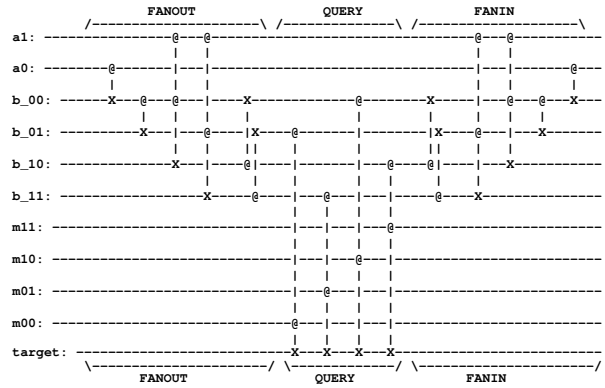 FANOUT QUERY FANIN
a1:
a0:
b_00:
b_01:
b_10:
b_11:
m11:
m10:
m01:
m00:
target:
FANOUT QUERY FANIN